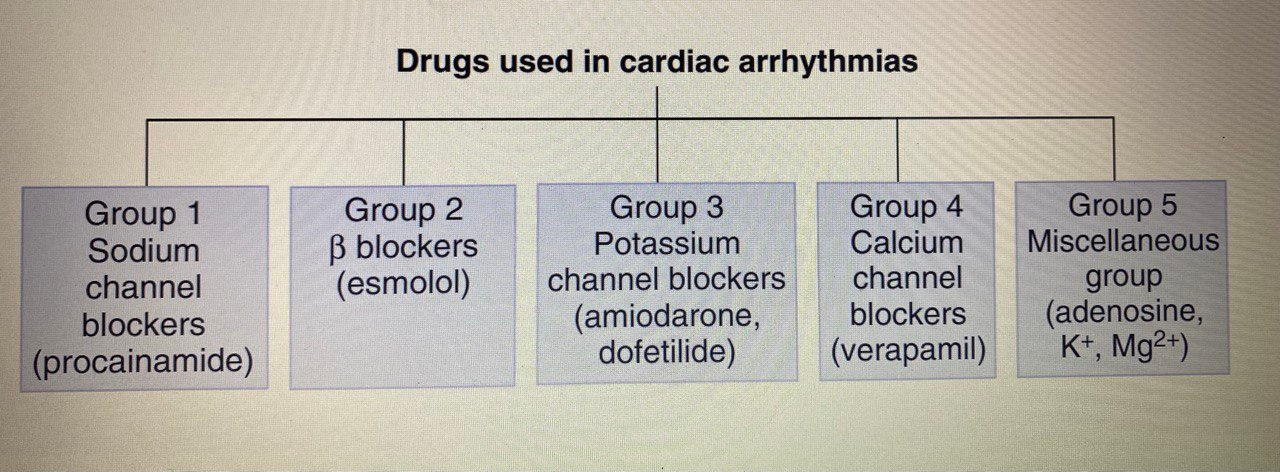 Drugs used in cardiac arrhythmias
Group 1
Sodium
channel
blockers
(procainamide)
Group 2
β blockers
(esmolol)
Group 3
Potassium
channel blockers
(amiodarone,
dofetilide)
Group 4
Calcium
channel
blockers
(verapamil)
Group 5
Miscellaneous
group
(adenosine,
K⁺, Mg²⁺)